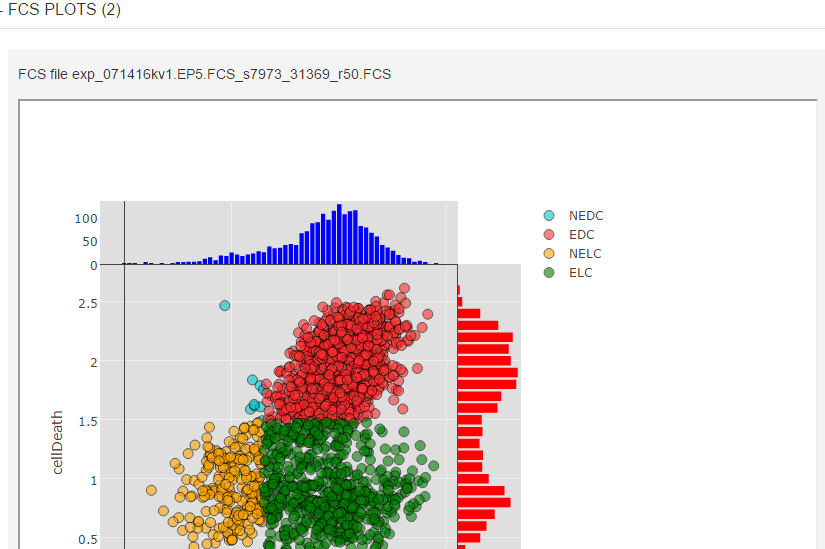 - FCS PLOTS (2)
FCS file exp_071416kv1.EP5.FCS_s7973_31369_r50.FCS
100
50
0
NEDC
EDC
NELC
ELC
2.5
2
1.5
1
0.5
cellDeath